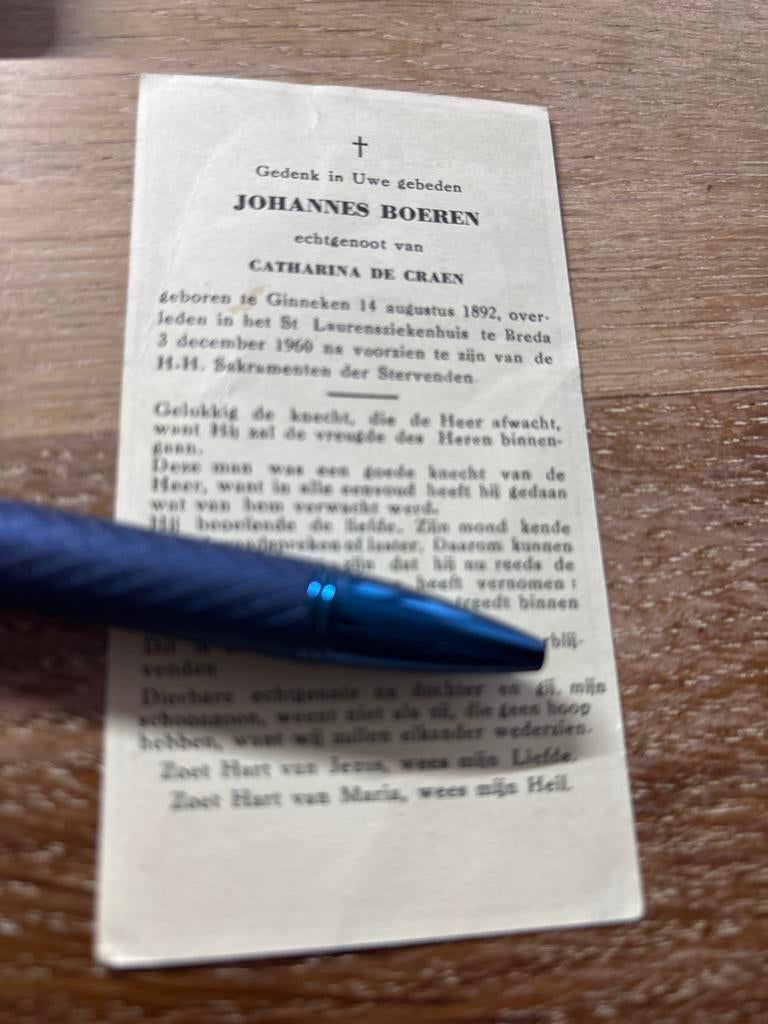 †
Gedenk in Uwe gebeden
JOHANNES BOEREN
echtgenoot van
CATHARINA DE CRAEN
geboren te Ginneken 14 augustus 1892, over-
leden in het St Laurensziekenhuis te Breda
3 december 1960 na voorzien te zijn van de
H.H. Sakramenten der Stervenden
Gelukkig de knecht, die de Heer afwacht,
want Hij zal de vreugde des Heren binnen-
gaan.
Deze man was een goede knecht van de
Heer, want in alle eenvoud heeft hij gedaan
wat van hem verwacht werd.
Hij beoefende de liefde. Zijn mond kende
of laster. Daarom kunnen
zijn dat hij nu reeds de
heeft vernomen:
treedt binnen
Dit is
venden
Dierbare echtgenote en dochter en gij, mijn
schoonzoon, weent niet als zij, die geen hoop
hebben, want wij zullen elkander wederzien.
Zoet Hart van Jezus, wees mijn Liefde.
Zoet Hart van Maria, wees mijn Heil.